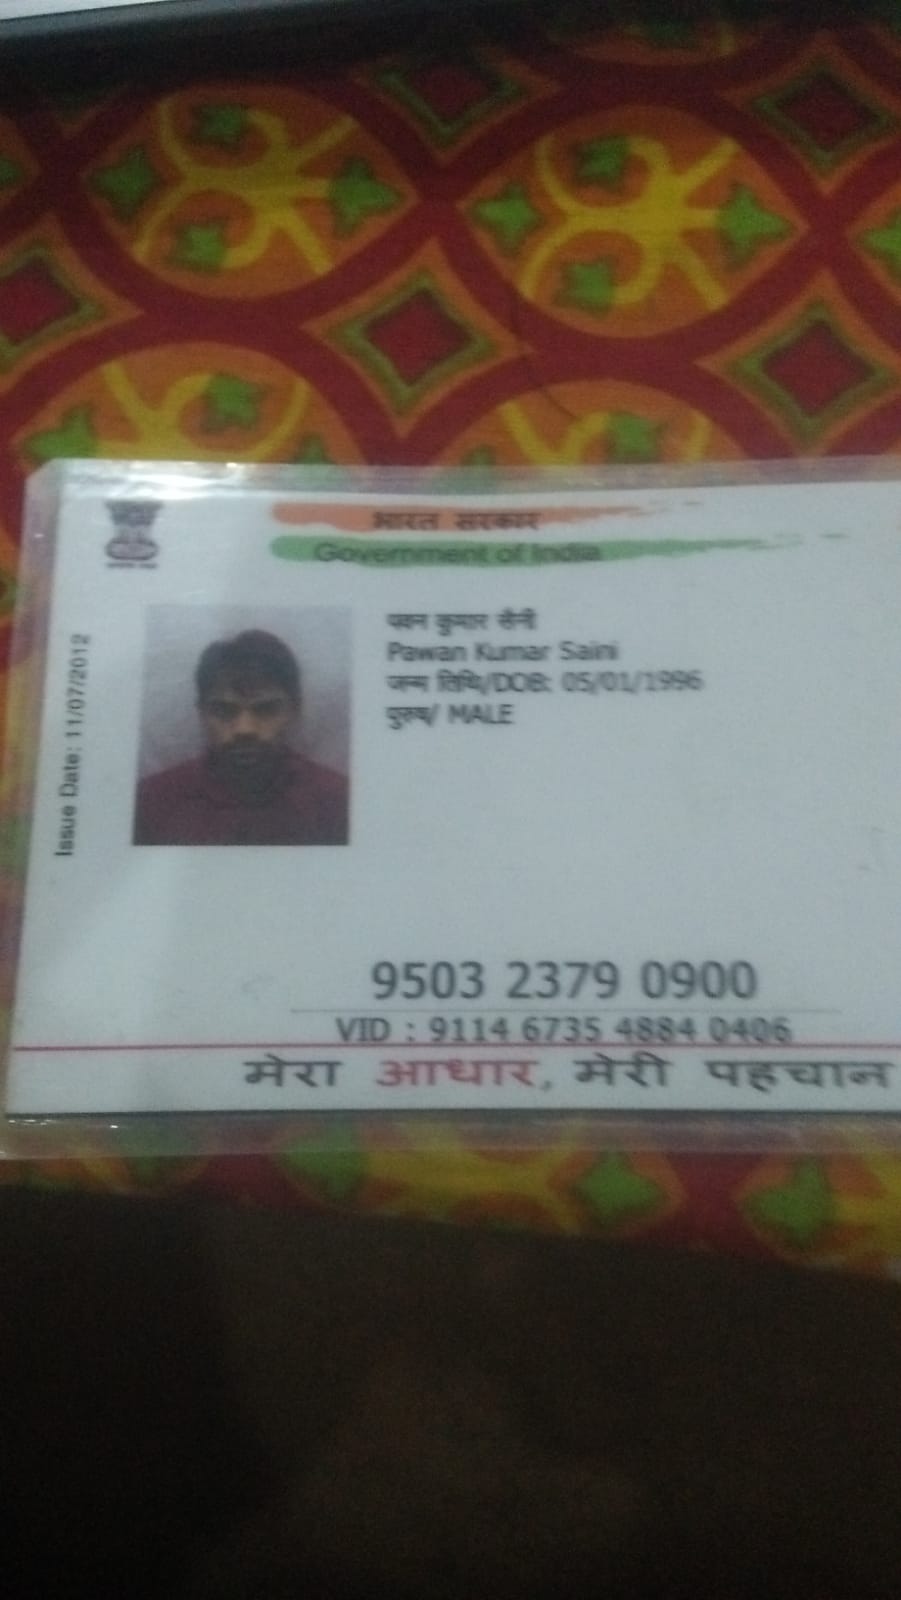 भारत सरकार
Government of India
Issue Date: 11/07/2012
पवन कुमार सैनी
Pawan Kumar Saini
जन्म तिथि/DOB: 05/01/1996
पुरुष/ MALE
9503 2379 0900
VID : 9114 6735 4884 0406
मेरा आधार, मेरी पहचान